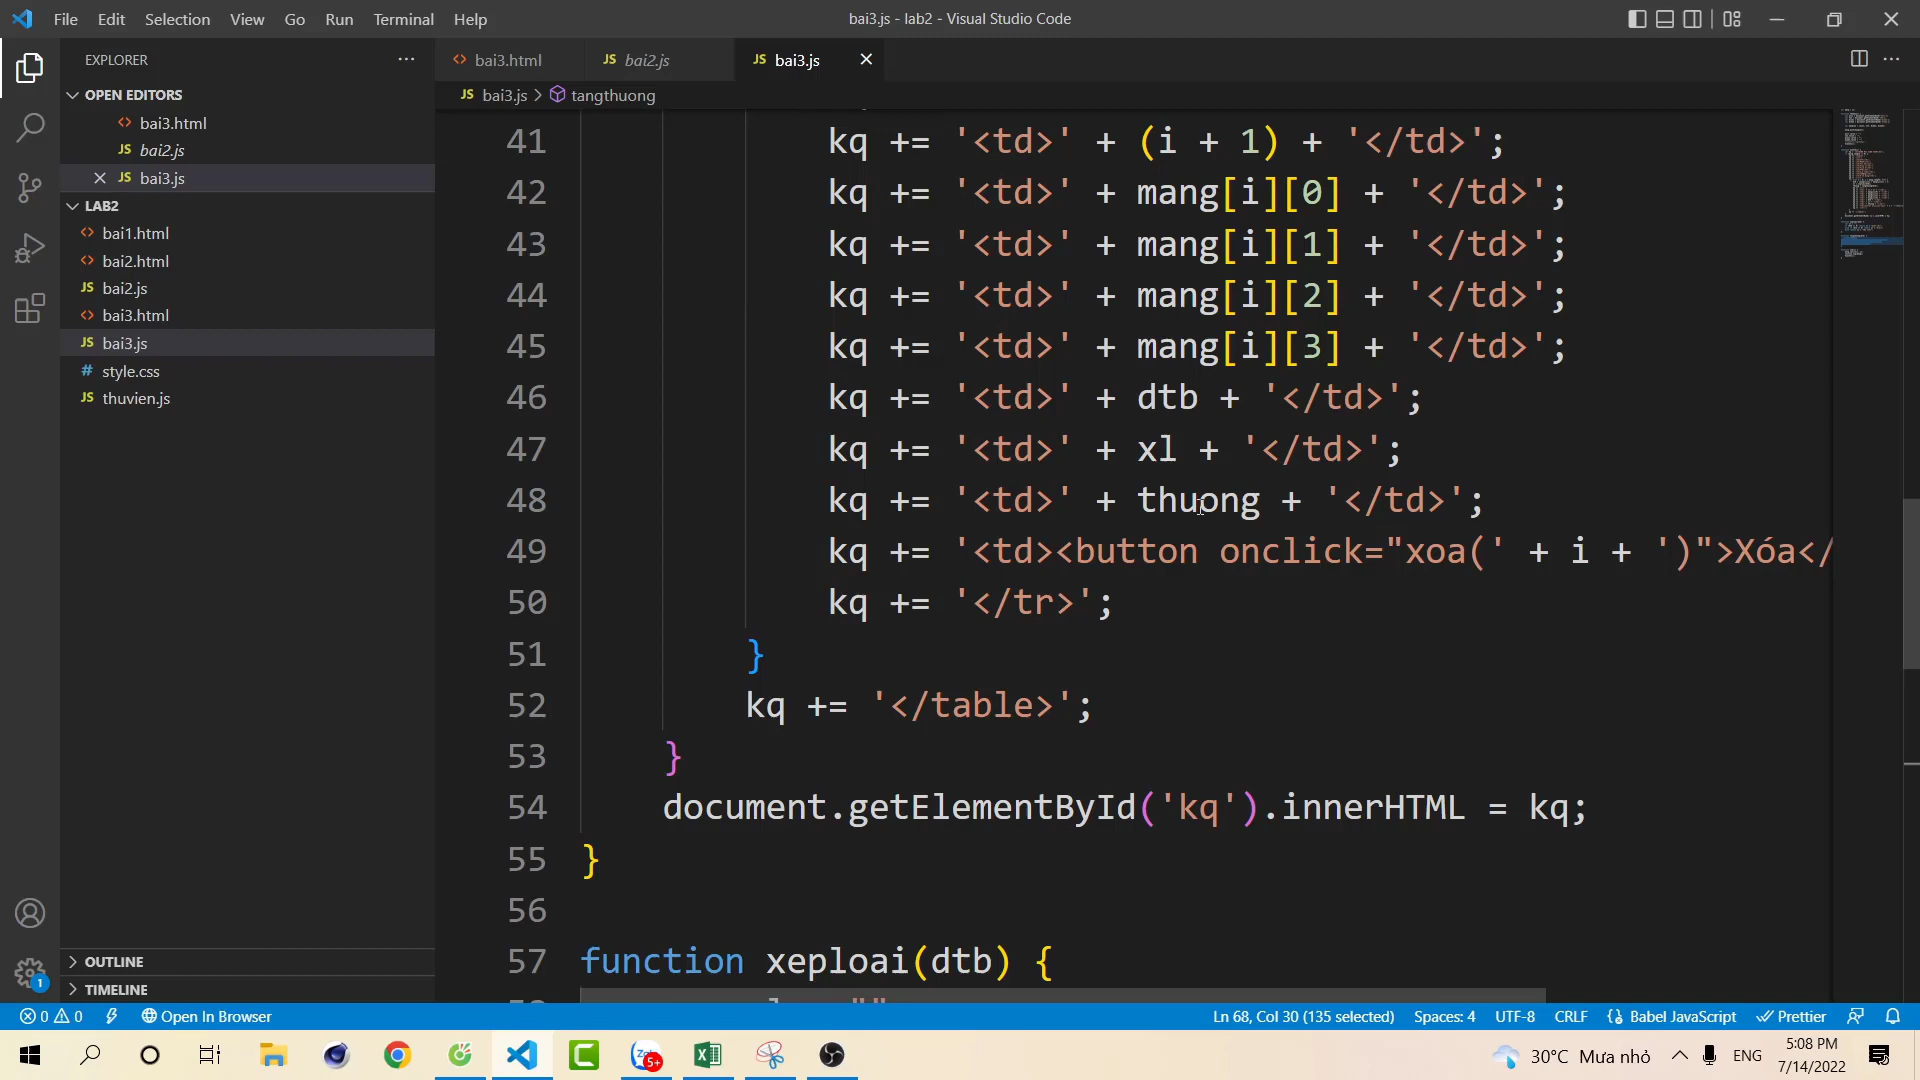 File Edit Selection View Go Run Terminal Help
bai3.js - lab2 - Visual Studio Code
EXPLORER
OPEN EDITORS
bai3.html
bai2.js
bai3.js
LAB2
bai1.html
bai2.html
bai2.js
bai3.html
bai3.js
style.css
thuvien.js
OUTLINE
TIMELINE
bai3.html
JS bai2.js
JS bai3.js
JS bai3.js > tangthuong
41 kq += '<td>' + (i + 1) + '</td>';
42 kq += '<td>' + mang[i][0] + '</td>';
43 kq += '<td>' + mang[i][1] + '</td>';
44 kq += '<td>' + mang[i][2] + '</td>';
45 kq += '<td>' + mang[i][3] + '</td>';
46 kq += '<td>' + dtb + '</td>';
47 kq += '<td>' + xl + '</td>';
48 kq += '<td>' + thuong + '</td>';
49 kq += '<td><button onclick="xoa(' + i + ')">Xóa</
50 kq += '</tr>';
51 }
52 kq += '</table>';
53 }
54 document.getElementById('kq').innerHTML = kq;
55 }
56
57 function xeploai(dtb) {
0 0 Open In Browser
Ln 68, Col 30 (135 selected) Spaces: 4 UTF-8 CRLF Babel JavaScript Prettier
30°C Mưa nhỏ ENG
5:08 PM
7/14/2022